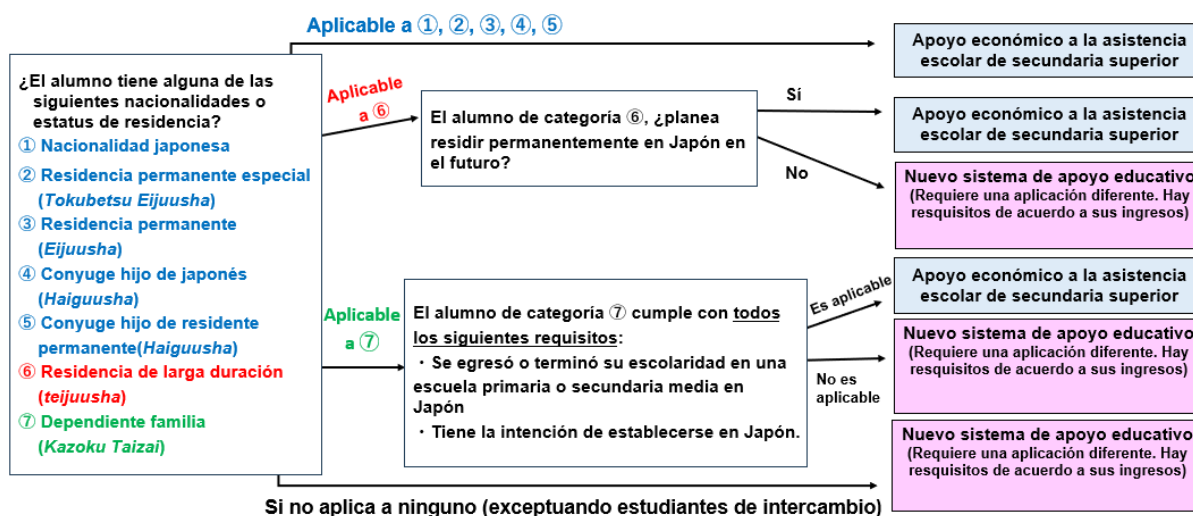 Aplicable a ①, ②, ③, ④, ⑤
¿El alumno tiene alguna de las
siguientes nacionalidades o
estatus de residencia?
① Nacionalidad japonesa
② Residencia permanente especial
(Tokubetsu Eijuusha)
③ Residencia permanente
(Eijuusha)
④ Conyuge hijo de japonés
(Haiguusha)
⑤ Conyuge hijo de residente
permanente(Haiguusha)
⑥ Residencia de larga duración
(teijuusha)
⑦ Dependiente familia
(Kazoku Taizai)
Aplicable
a ⑥
El alumno de categoría ⑥, ¿planea
residir permanentemente en Japón en
el futuro?
Sí
No
Aplicable
a ⑦
El alumno de categoría ⑦ cumple con todos
los siguientes requisitos:
・Se egresó o terminó su escolaridad en una
escuela primaria o secundaria media en
Japón
・Tiene la intención de establecerse en Japón.
Es aplicable
No es
aplicable
Apoyo económico a la asistencia
escolar de secundaria superior
Apoyo económico a la asistencia
escolar de secundaria superior
Nuevo sistema de apoyo educativo
(Requiere una aplicación diferente. Hay
resquisitos de acuerdo a sus ingresos)
Apoyo económico a la asistencia
escolar de secundaria superior
Nuevo sistema de apoyo educativo
(Requiere una aplicación diferente. Hay
resquisitos de acuerdo a sus ingresos)
Nuevo sistema de apoyo educativo
(Requiere una aplicación diferente. Hay
resquisitos de acuerdo a sus ingresos)
Si no aplica a ninguno (exceptuando estudiantes de intercambio)